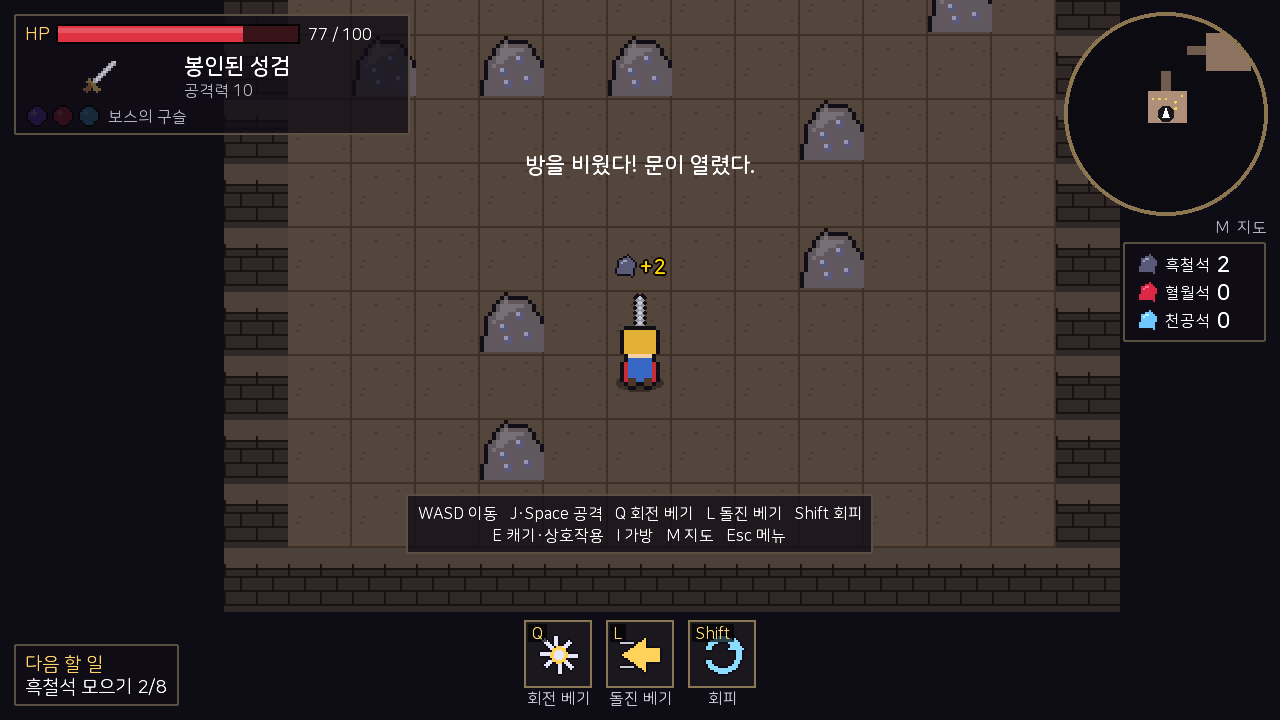 HP 77 / 100
봉인된 성검
공격력 10
보스의 구슬
방을 비웠다! 문이 열렸다.
+2
M 지도
흑철석 2
혈월석 0
천공석 0
WASD 이동 J·Space 공격 Q 회전 베기 L 돌진 베기 Shift 회피
E 캐기·상호작용 I 가방 M 지도 Esc 메뉴
Q L Shift
회전 베기 돌진 베기 회피
다음 할 일
흑철석 모으기 2/8